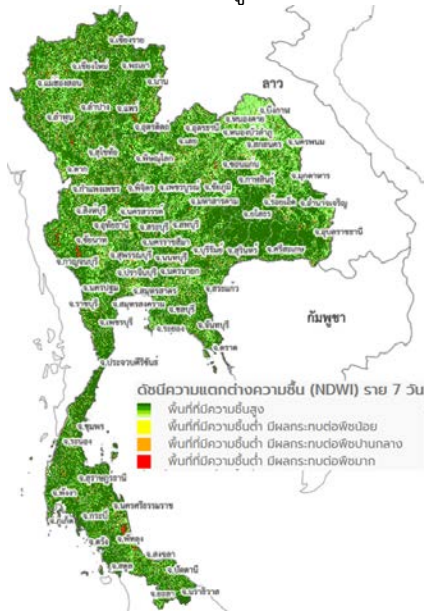 จ.เชียงราย
จ.เชียงใหม่
จ.พะเยา
จ.แม่ฮ่องสอน
จ.น่าน
ลาว
จ.ลำปาง
จ.แพร่
จ.บึงกาฬ
จ.ลำพูน
จ.อุตรดิตถ์
จ.อุดรธานี
จ.หนองคาย
จ.หนองบัวลำภู
จ.เลย
จ.สกลนคร
จ.นครพนม
จ.สุโขทัย
จ.พิษณุโลก
จ.ขอนแก่น
จ.ตาก
จ.กาฬสินธุ์
จ.มุกดาหาร
จ.กำแพงเพชร
จ.พิจิตร
จ.เพชรบูรณ์
จ.ชัยภูมิ
จ.มหาสารคาม
จ.ร้อยเอ็ด
จ.อำนาจเจริญ
จ.สิงห์บุรี
จ.นครสวรรค์
จ.ยโสธร
จ.อุทัยธานี
จ.สระบุรี
จ.ลพบุรี
จ.อุบลราชธานี
จ.ชัยนาท
จ.นครราชสีมา
จ.บุรีรัมย์
จ.สุรินทร์
จ.ศรีสะเกษ
จ.กาญจนบุรี
จ.สุพรรณบุรี
จ.นนทบุรี
จ.ปราจีนบุรี
จ.นครนายก
จ.นครปฐม
จ.สมุทรสาคร
จ.สระแก้ว
จ.ราชบุรี
จ.สมุทรสงคราม
จ.ชลบุรี
กัมพูชา
จ.เพชรบุรี
จ.ระยอง
จ.จันทบุรี
จ.ตราด
จ.ประจวบคีรีขันธ์
ดัชนีความแตกต่างความชื้น (NDWI) ราย 7 วัน
พื้นที่ที่มีความชื้นสูง
พื้นที่ที่มีความชื้นต่ำ มีผลกระทบต่อพืชน้อย
พื้นที่ที่มีความชื้นต่ำ มีผลกระทบต่อพืชปานกลาง
พื้นที่ที่มีความชื้นต่ำ มีผลกระทบต่อพืชมาก
จ.ชุมพร
จ.ระนอง
จ.สุราษฎร์ธานี
จ.พังงา
จ.นครศรีธรรมราช
จ.ภูเก็ต
จ.กระบี่
จ.ตรัง
จ.พัทลุง
จ.สงขลา
จ.สตูล
จ.ปัตตานี
จ.ยะลา
จ.นราธิวาส